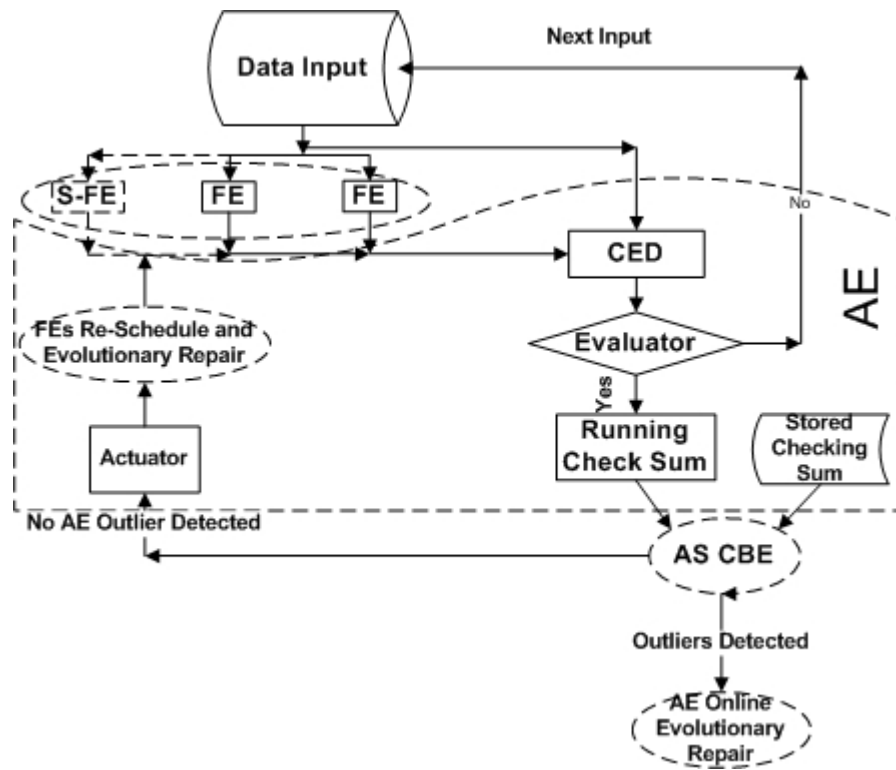 Next Input
Data Input
S-FE
FE
FE
No
CED
AE
FEs Re-Schedule and
Evolutionary Repair
Evaluator
Yes
Running
Check Sum
Stored
Checking
Sum
Actuator
No AE Outlier Detected
AS CBE
Outliers Detected
AE Online
Evolutionary
Repair